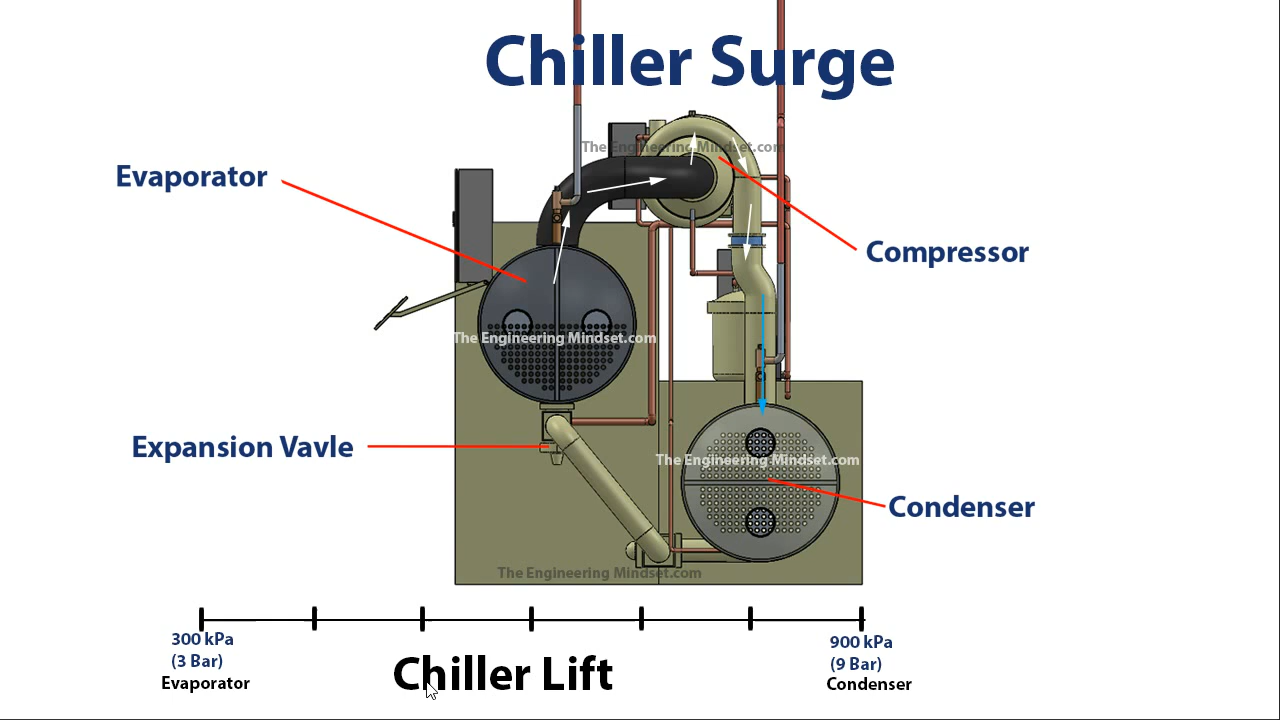 Chiller Surge
The Engineering Mindset.com
Evaporator
Compressor
The Engineering Mindset.com
Expansion Vavle
The Engineering Mindset.com
Condenser
The Engineering Mindset.com
300 kPa
(3 Bar)
Evaporator
Chiller Lift
900 kPa
(9 Bar)
Condenser